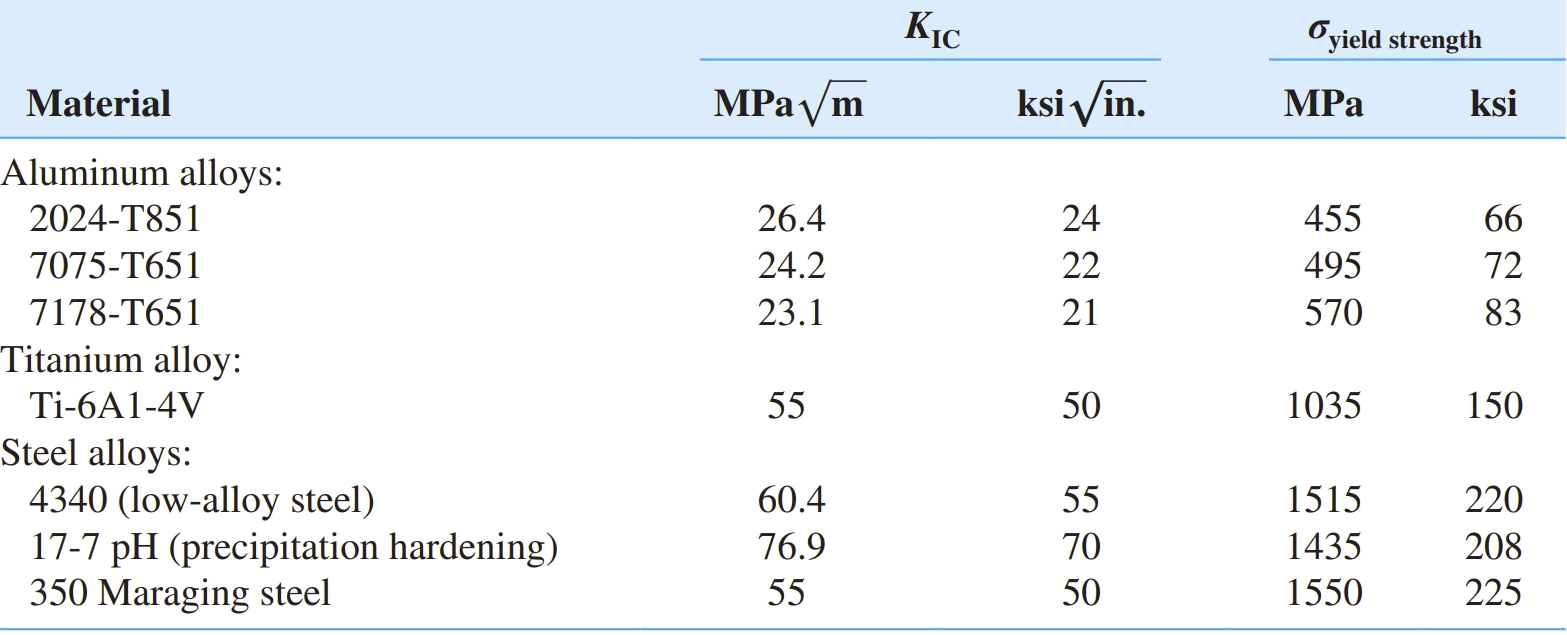 K_IC σ_yield strength
Material MPa√m ksi√in. MPa ksi
Aluminum alloys:
2024-T851 26.4 24 455 66
7075-T651 24.2 22 495 72
7178-T651 23.1 21 570 83
Titanium alloy:
Ti-6A1-4V 55 50 1035 150
Steel alloys:
4340 (low-alloy steel) 60.4 55 1515 220
17-7 pH (precipitation hardening) 76.9 70 1435 208
350 Maraging steel 55 50 1550 225